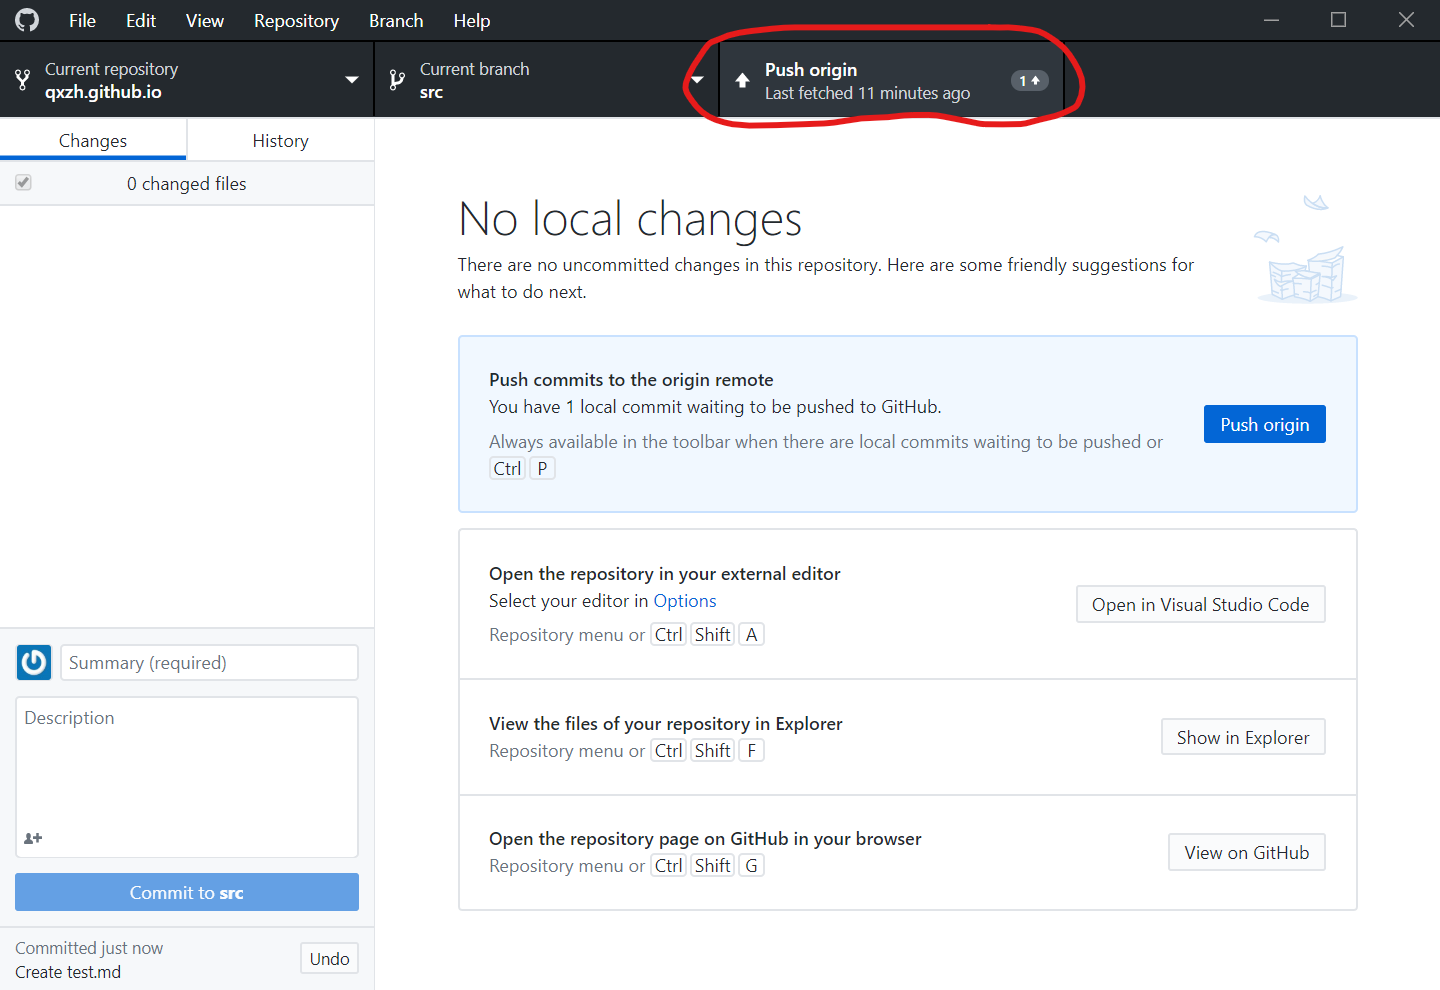 File Edit View Repository Branch Help
Current repository
qxzh.github.io
Current branch
src
Push origin
Last fetched 11 minutes ago
1
Changes
History
0 changed files
No local changes
There are no uncommitted changes in this repository. Here are some friendly suggestions for
what to do next.
Push commits to the origin remote
You have 1 local commit waiting to be pushed to GitHub.
Always available in the toolbar when there are local commits waiting to be pushed or
Ctrl P
Push origin
Open the repository in your external editor
Select your editor in Options
Repository menu or Ctrl Shift A
Open in Visual Studio Code
View the files of your repository in Explorer
Repository menu or Ctrl Shift F
Show in Explorer
Open the repository page on GitHub in your browser
Repository menu or Ctrl Shift G
View on GitHub
Summary (required)
Description
Commit to src
Committed just now
Create test.md
Undo